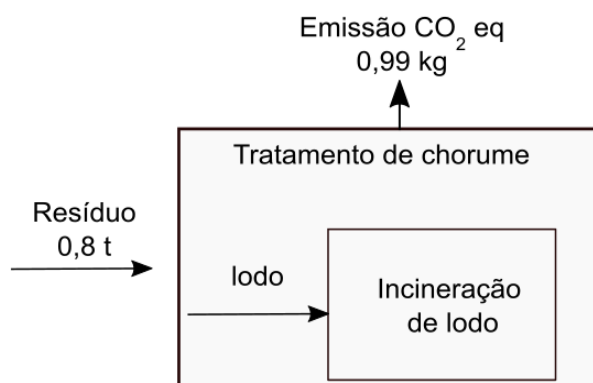 Emissão CO2 eq
0,99 kg
Tratamento de chorume
Resíduo
0,8 t
lodo
Incineração
de lodo